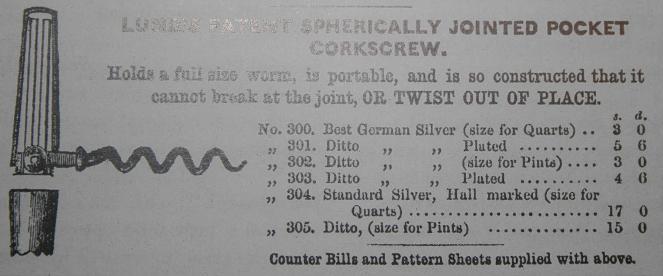 LUND'S PATENT SPHERICALLY JOINTED POCKET
CORKSCREW.
Holds a full size worm, is portable, and is so constructed that it
cannot break at the joint, OR TWIST OUT OF PLACE.
s. d.
No. 300. Best German Silver (size for Quarts) .. 3 0
„ 301. Ditto „ „ Plated .......... 5 6
„ 302. Ditto „ „ (size for Pints) .... 3 0
„ 303. Ditto „ „ Plated .......... 4 6
„ 304. Standard Silver, Hall marked (size for
Quarts) ........................ 17 0
„ 305. Ditto, (size for Pints) .............. 15 0
Counter Bills and Pattern Sheets supplied with above.